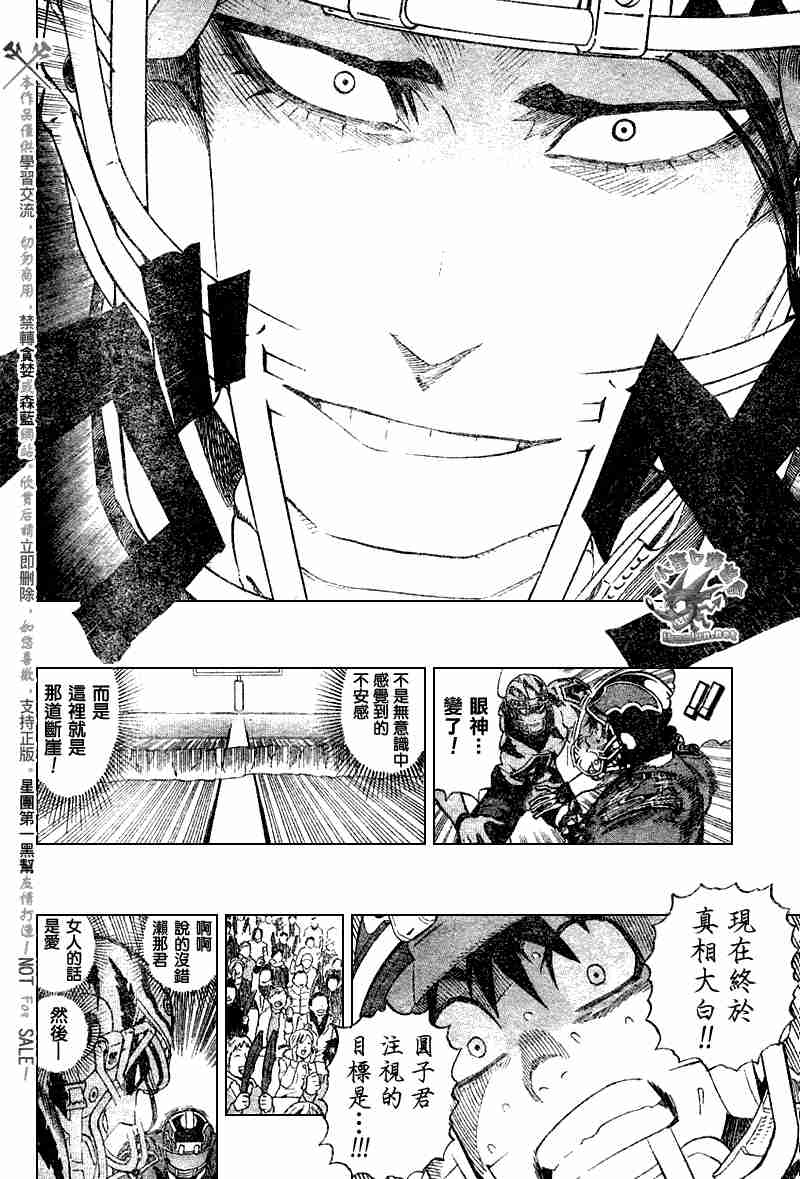 眼神…
變了！
!!
不是無意識中
感覺到的
不安感
而是
這裡就是
那道斷崖！
現在終於
真相大白!!
圓子君
注視的
目標是…!!!
啊啊
說的沒錯
瀨那君
女人的話
是愛
然後—
本作品僅供學習交流，切勿商用，禁轉貪婪或森藍網站。欣賞后請立即刪除，如您喜歡，支持正版。星團第一黑幫友情打造—NOT for SALE—